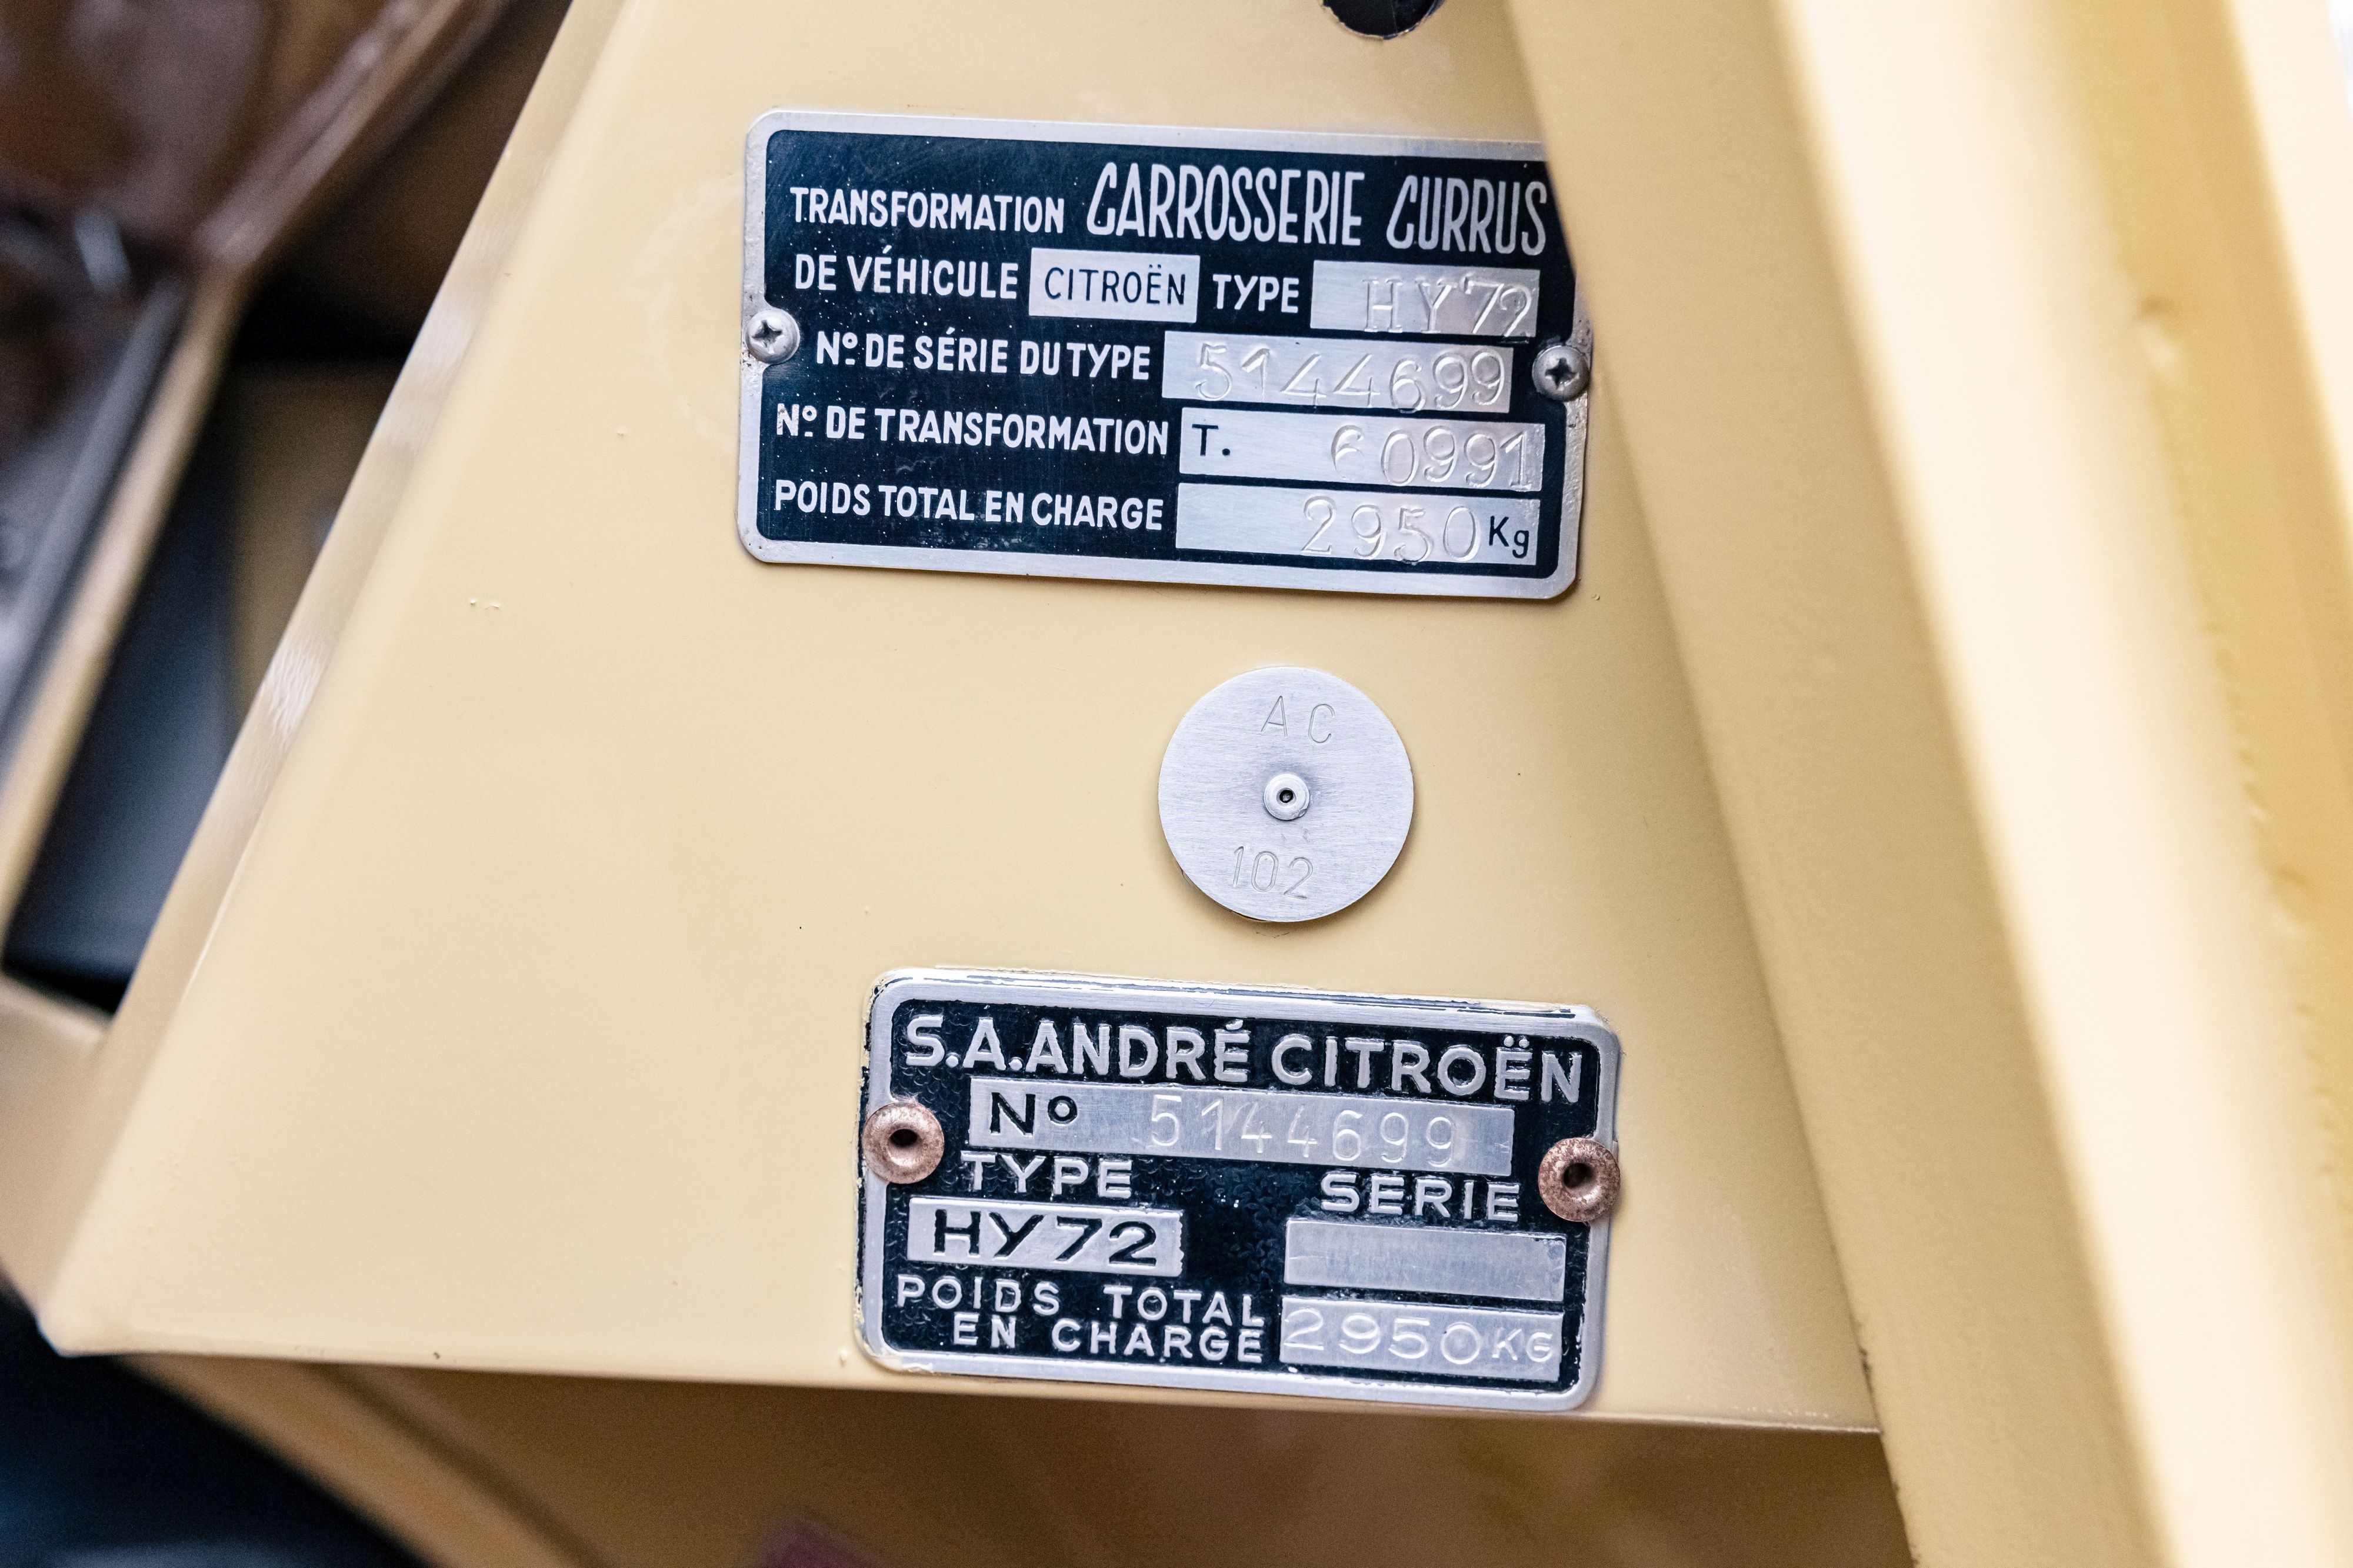 TRANSFORMATION CARROSSERIE CURRUS
DE VÉHICULE CITROËN TYPE HY72
Nº DE SÉRIE DU TYPE 5144699
Nº DE TRANSFORMATION T. 60991
POIDS TOTAL EN CHARGE 2950 Kg
AC
102
S.A. ANDRÉ CITROËN
Nº 5144699
TYPE SERIE
HY72
POIDS TOTAL
EN CHARGE 2950 KG